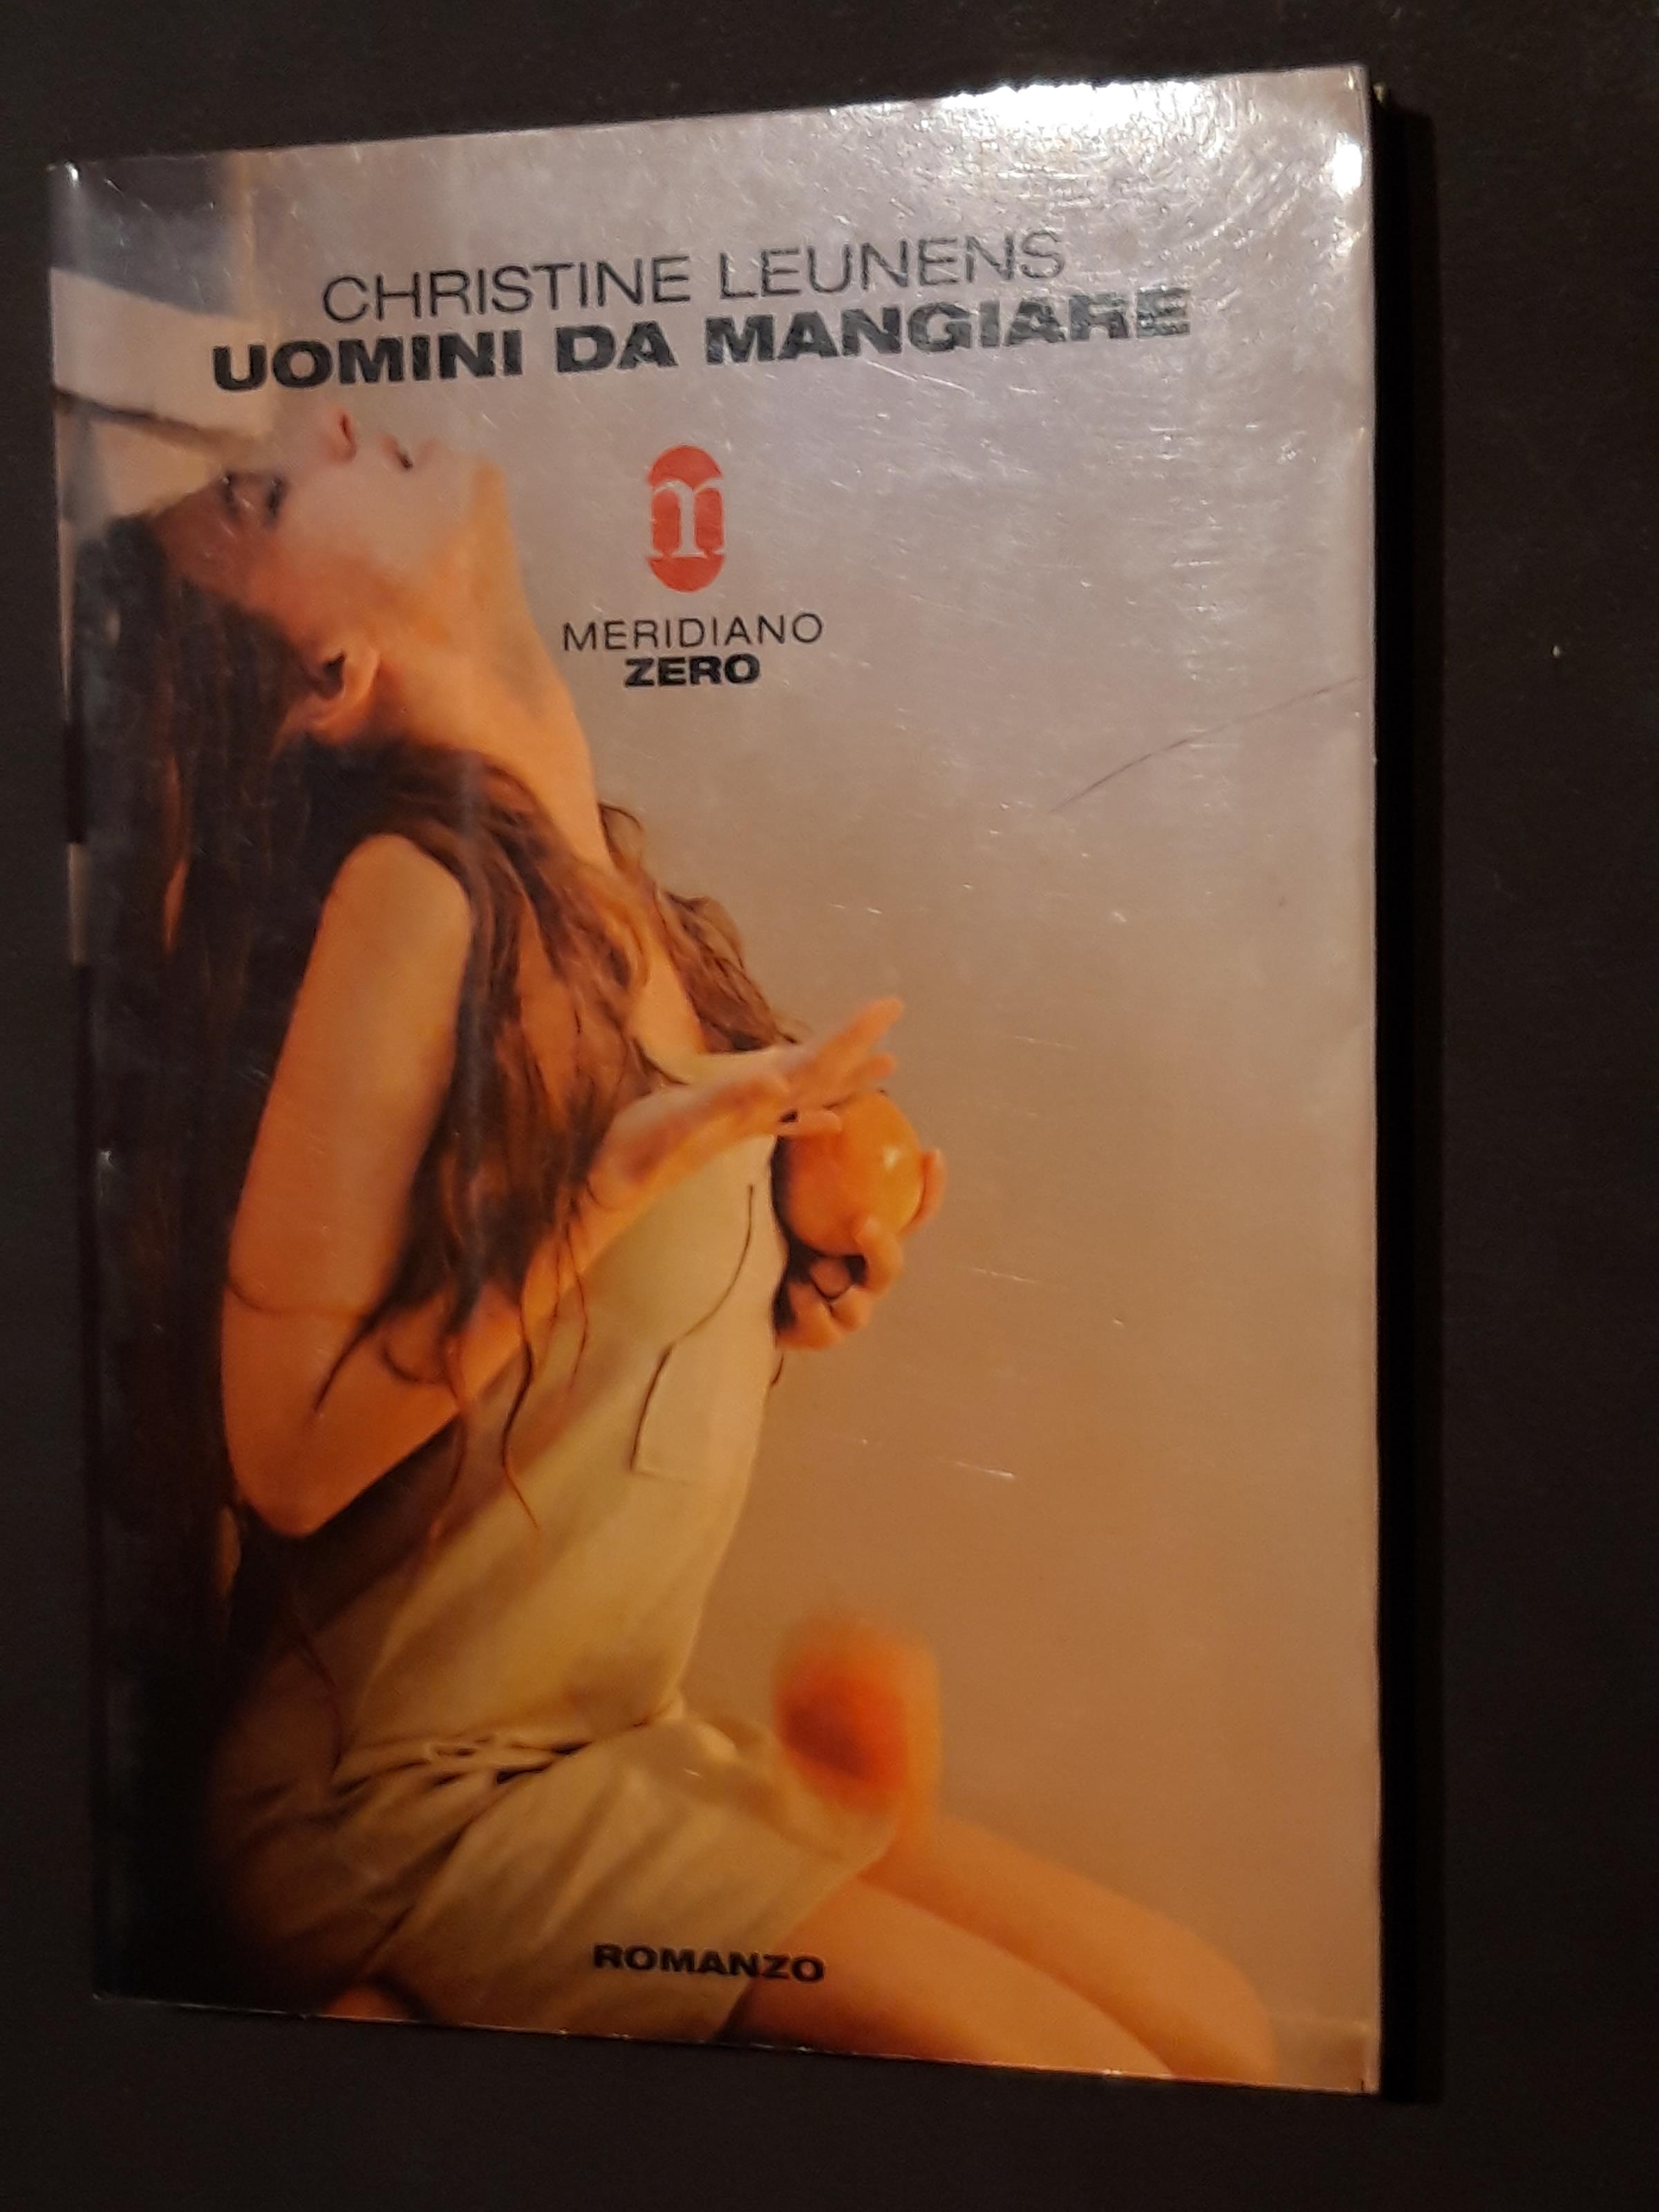 CHRISTINE LEUNENS
UOMINI DA MANGIARE
MERIDIANO
ZERO
ROMANZO